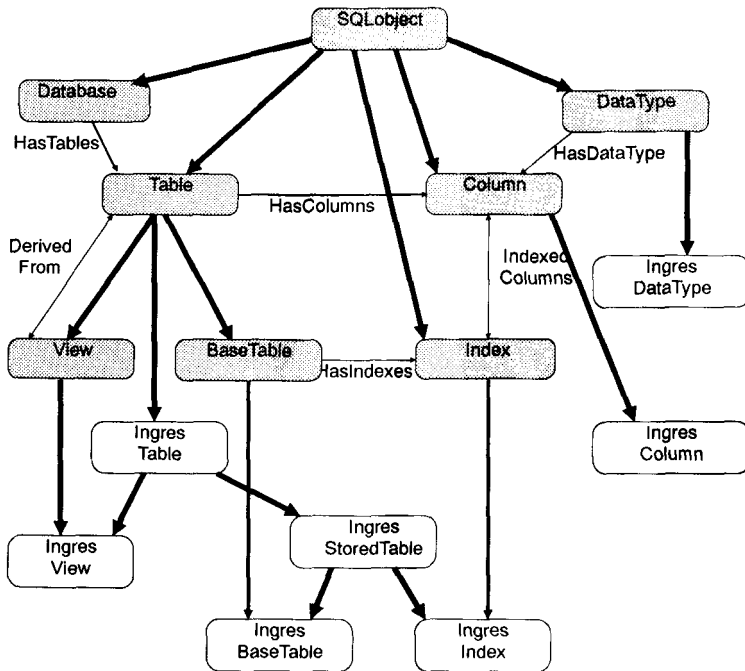 SQLobject
Database
DataType
HasTables
HasDataType
Table
Column
HasColumns
Derived
From
Indexed
Columns
Ingres
DataType
View
BaseTable
HasIndexes
Index
Ingres
Table
Ingres
Column
Ingres
View
Ingres
StoredTable
Ingres
BaseTable
Ingres
Index